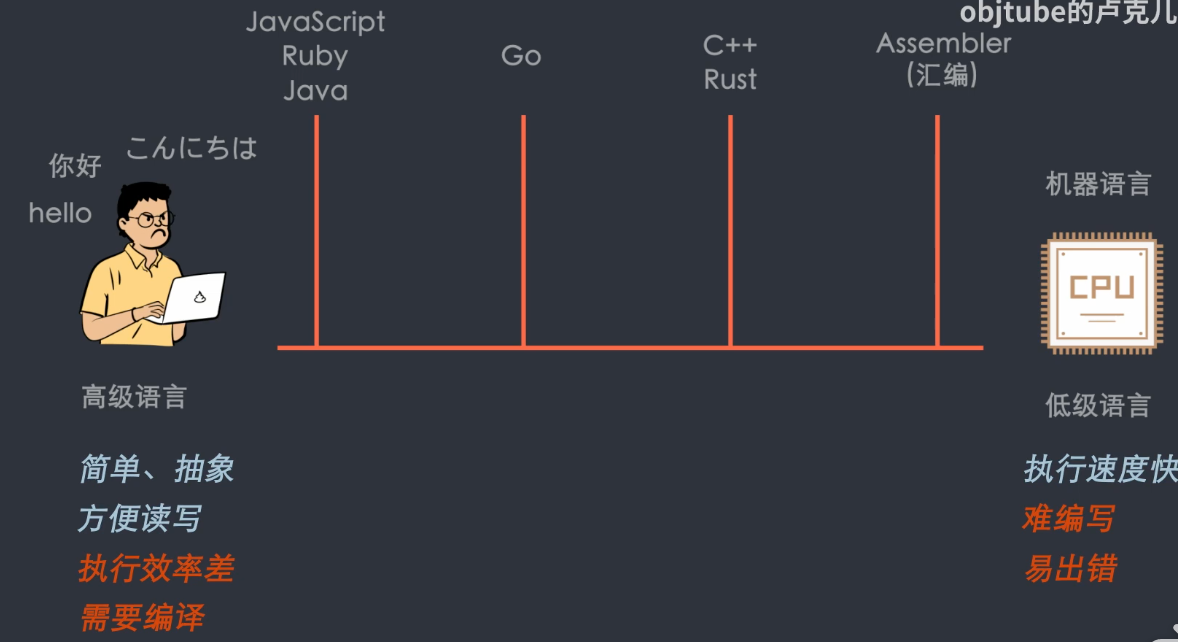 objtube的卢克儿
JavaScript
Ruby
Java
Go
C++
Rust
Assembler
(汇编)
你好
こんにちは
hello
机器语言
CPU
高级语言
低级语言
简单、抽象
方便读写
执行效率差
需要编译
执行速度快
难编写
易出错